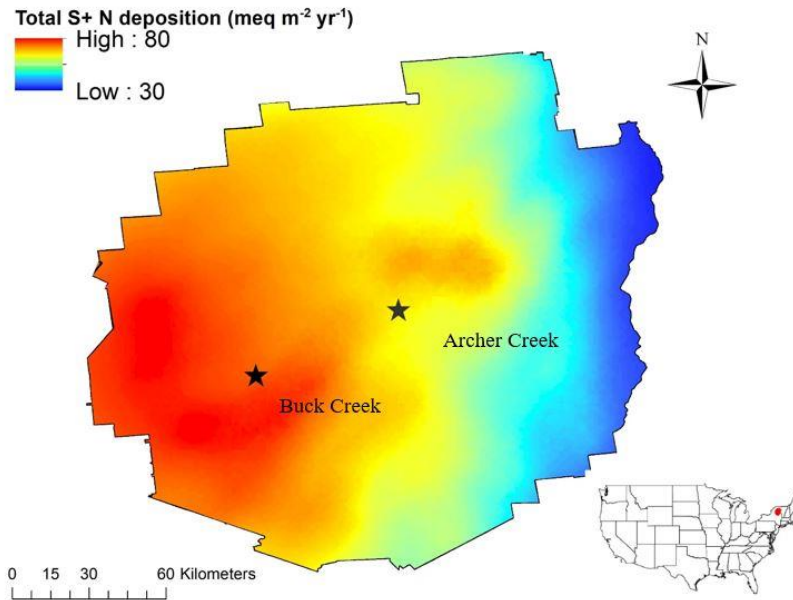 Total S+ N deposition (meq m⁻² yr⁻¹)
High : 80
Low : 30
N
Archer Creek
Buck Creek
0 15 30 60 Kilometers